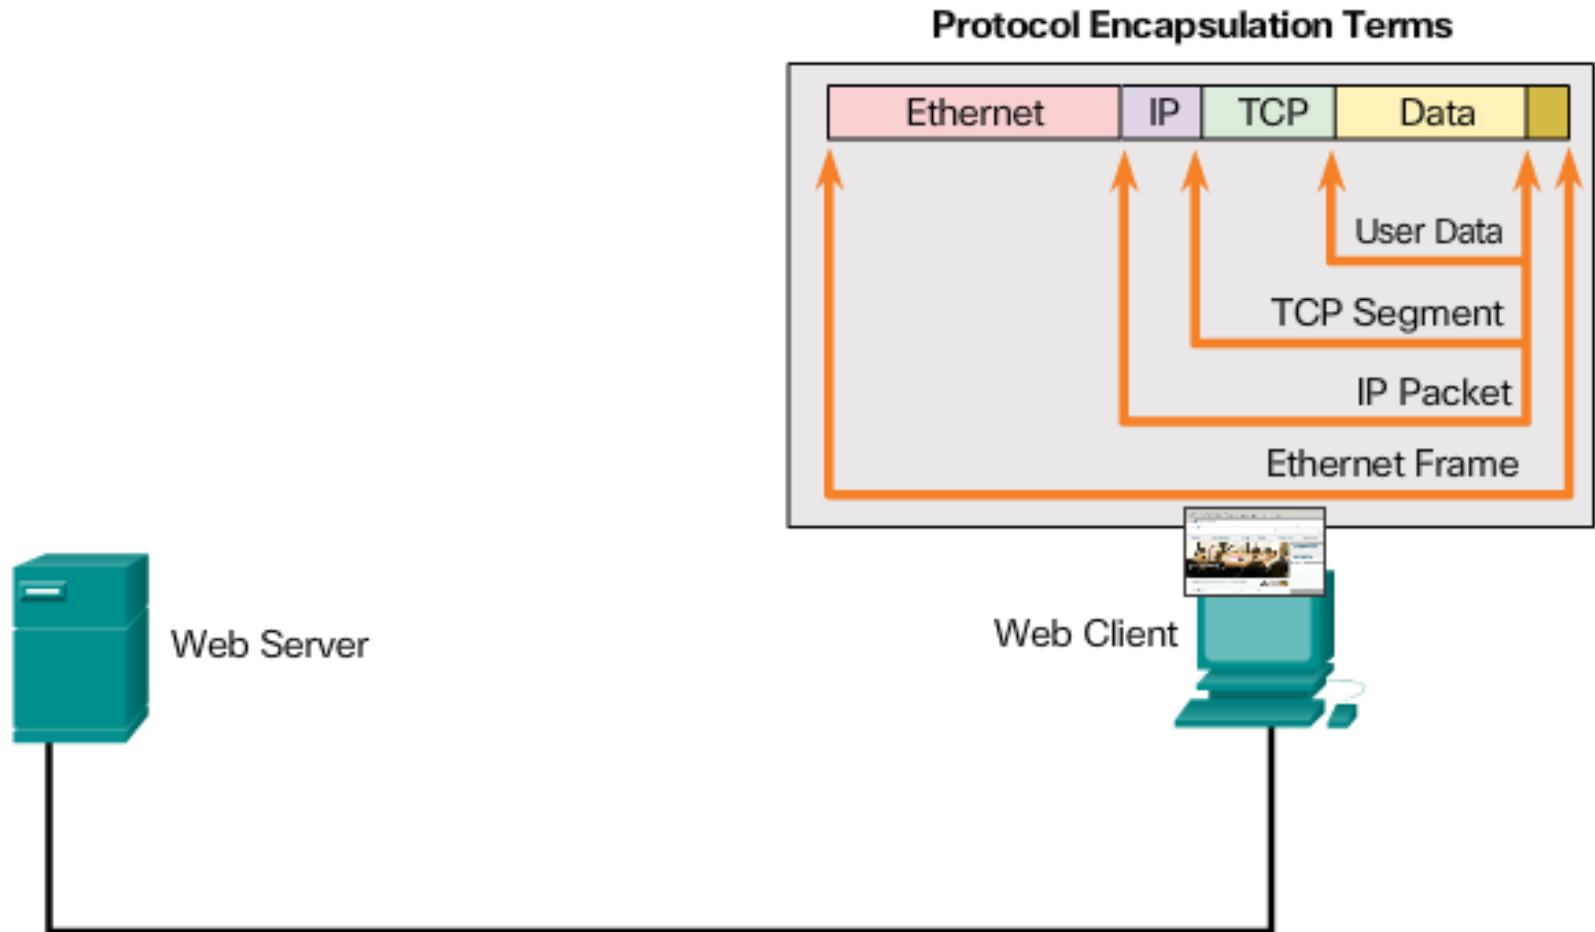 Protocol Encapsulation Terms
Ethernet IP TCP Data
User Data
TCP Segment
IP Packet
Ethernet Frame
Web Server
Web Client